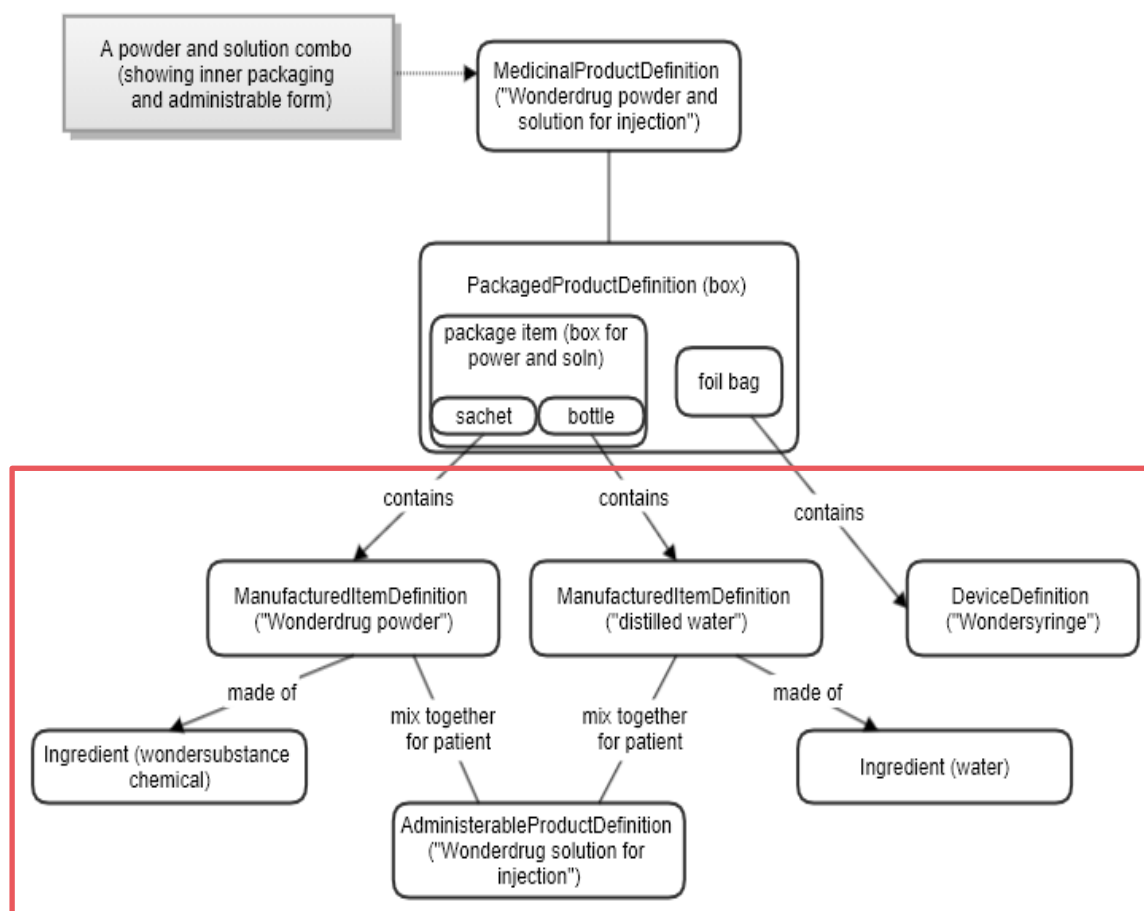 A powder and solution combo
(showing inner packaging
and administrable form)
MedicinalProductDefinition
("Wonderdrug powder and
solution for injection")
PackagedProductDefinition (box)
package item (box for
power and soln)
foil bag
sachet
bottle
contains
contains
contains
ManufacturedItemDefinition
("Wonderdrug powder")
ManufacturedItemDefinition
("distilled water")
DeviceDefinition
("Wondersyringe")
made of
mix together
for patient
mix together
for patient
made of
Ingredient (wondersubstance
chemical)
Ingredient (water)
AdministerableProductDefinition
("Wonderdrug solution for
injection")